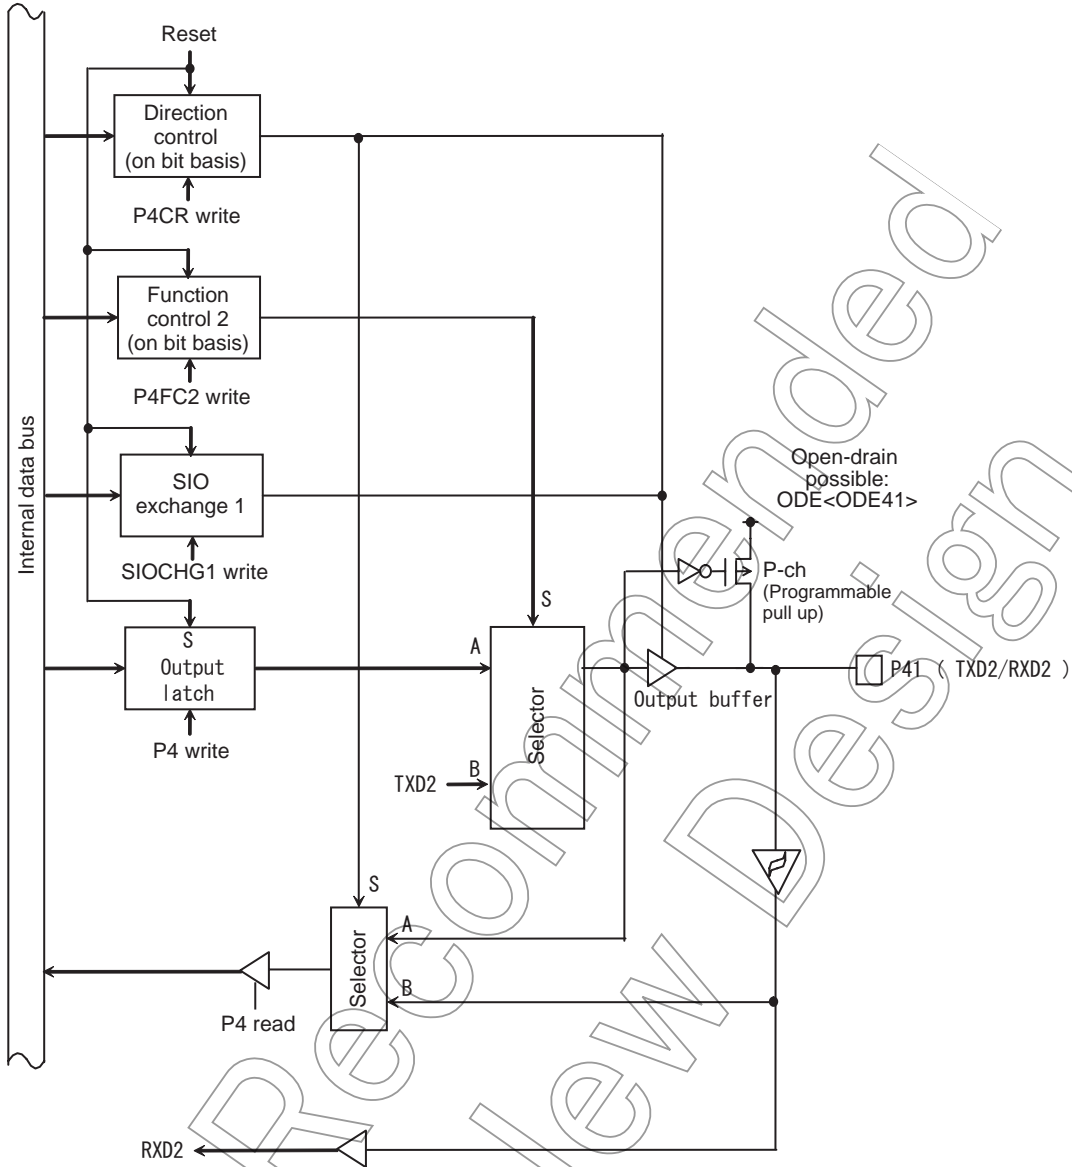 Reset
Direction
control
(on bit basis)
P4CR write
Function
control 2
(on bit basis)
P4FC2 write
Internal data bus
SIO
exchange 1
SIOCHG1 write
Open-drain
possible:
ODE<ODE41>
P-ch
(Programmable
pull up)
S
S
Output
latch
P4 write
A
B
TXD2
Selector
Output buffer
P41 ( TXD2/RXD2 )
S
A
B
Selector
P4 read
RXD2
Recommended
ew Design